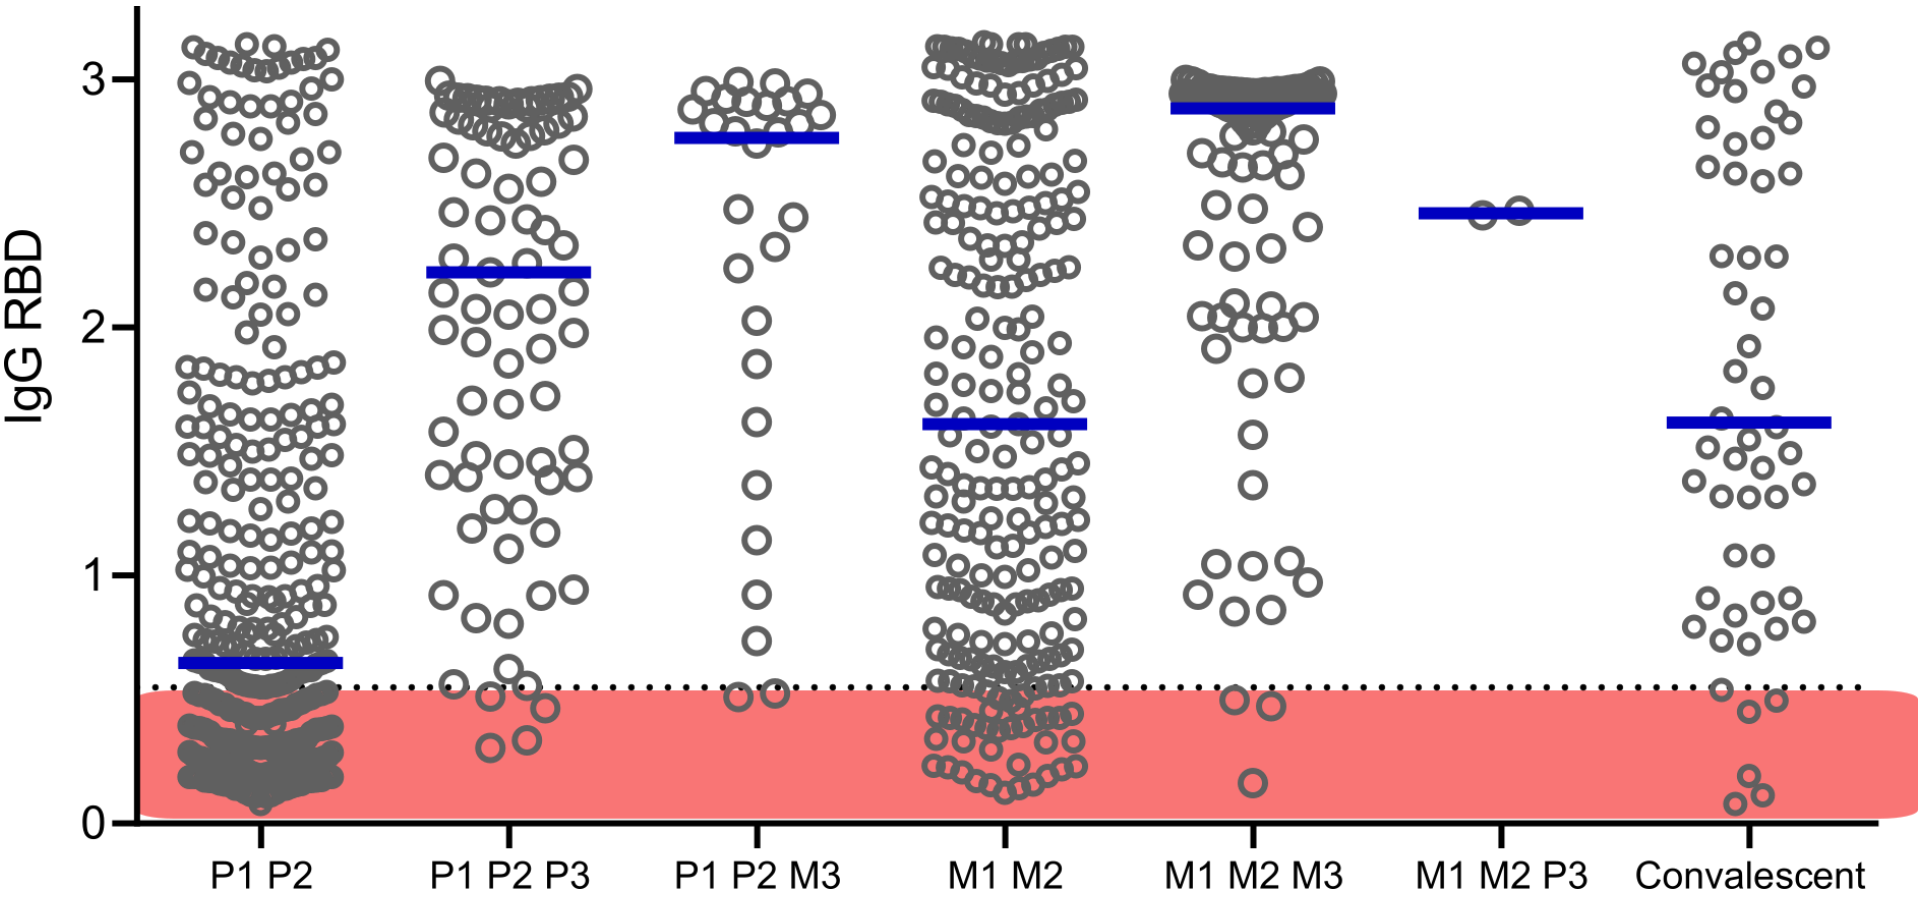 IgG RBD
3
2
1
0
P1 P2
P1 P2 P3
P1 P2 M3
M1 M2
M1 M2 M3
M1 M2 P3
Convalescent